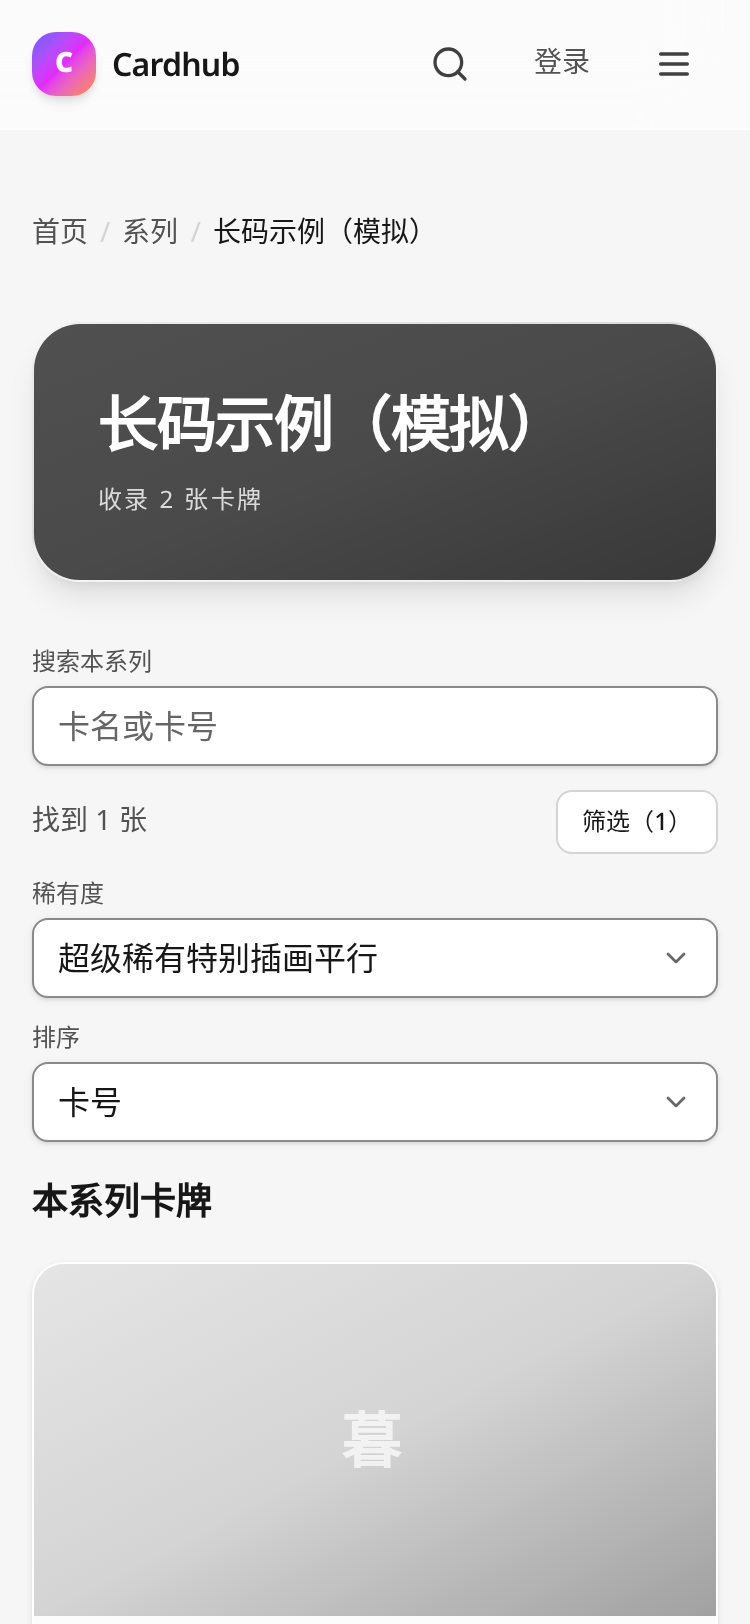 C Cardhub 登录
首页 / 系列 / 长码示例（模拟）
长码示例（模拟）
收录 2 张卡牌
搜索本系列
卡名或卡号
找到 1 张 筛选（1）
稀有度
超级稀有特别插画平行
排序
卡号
本系列卡牌
暮